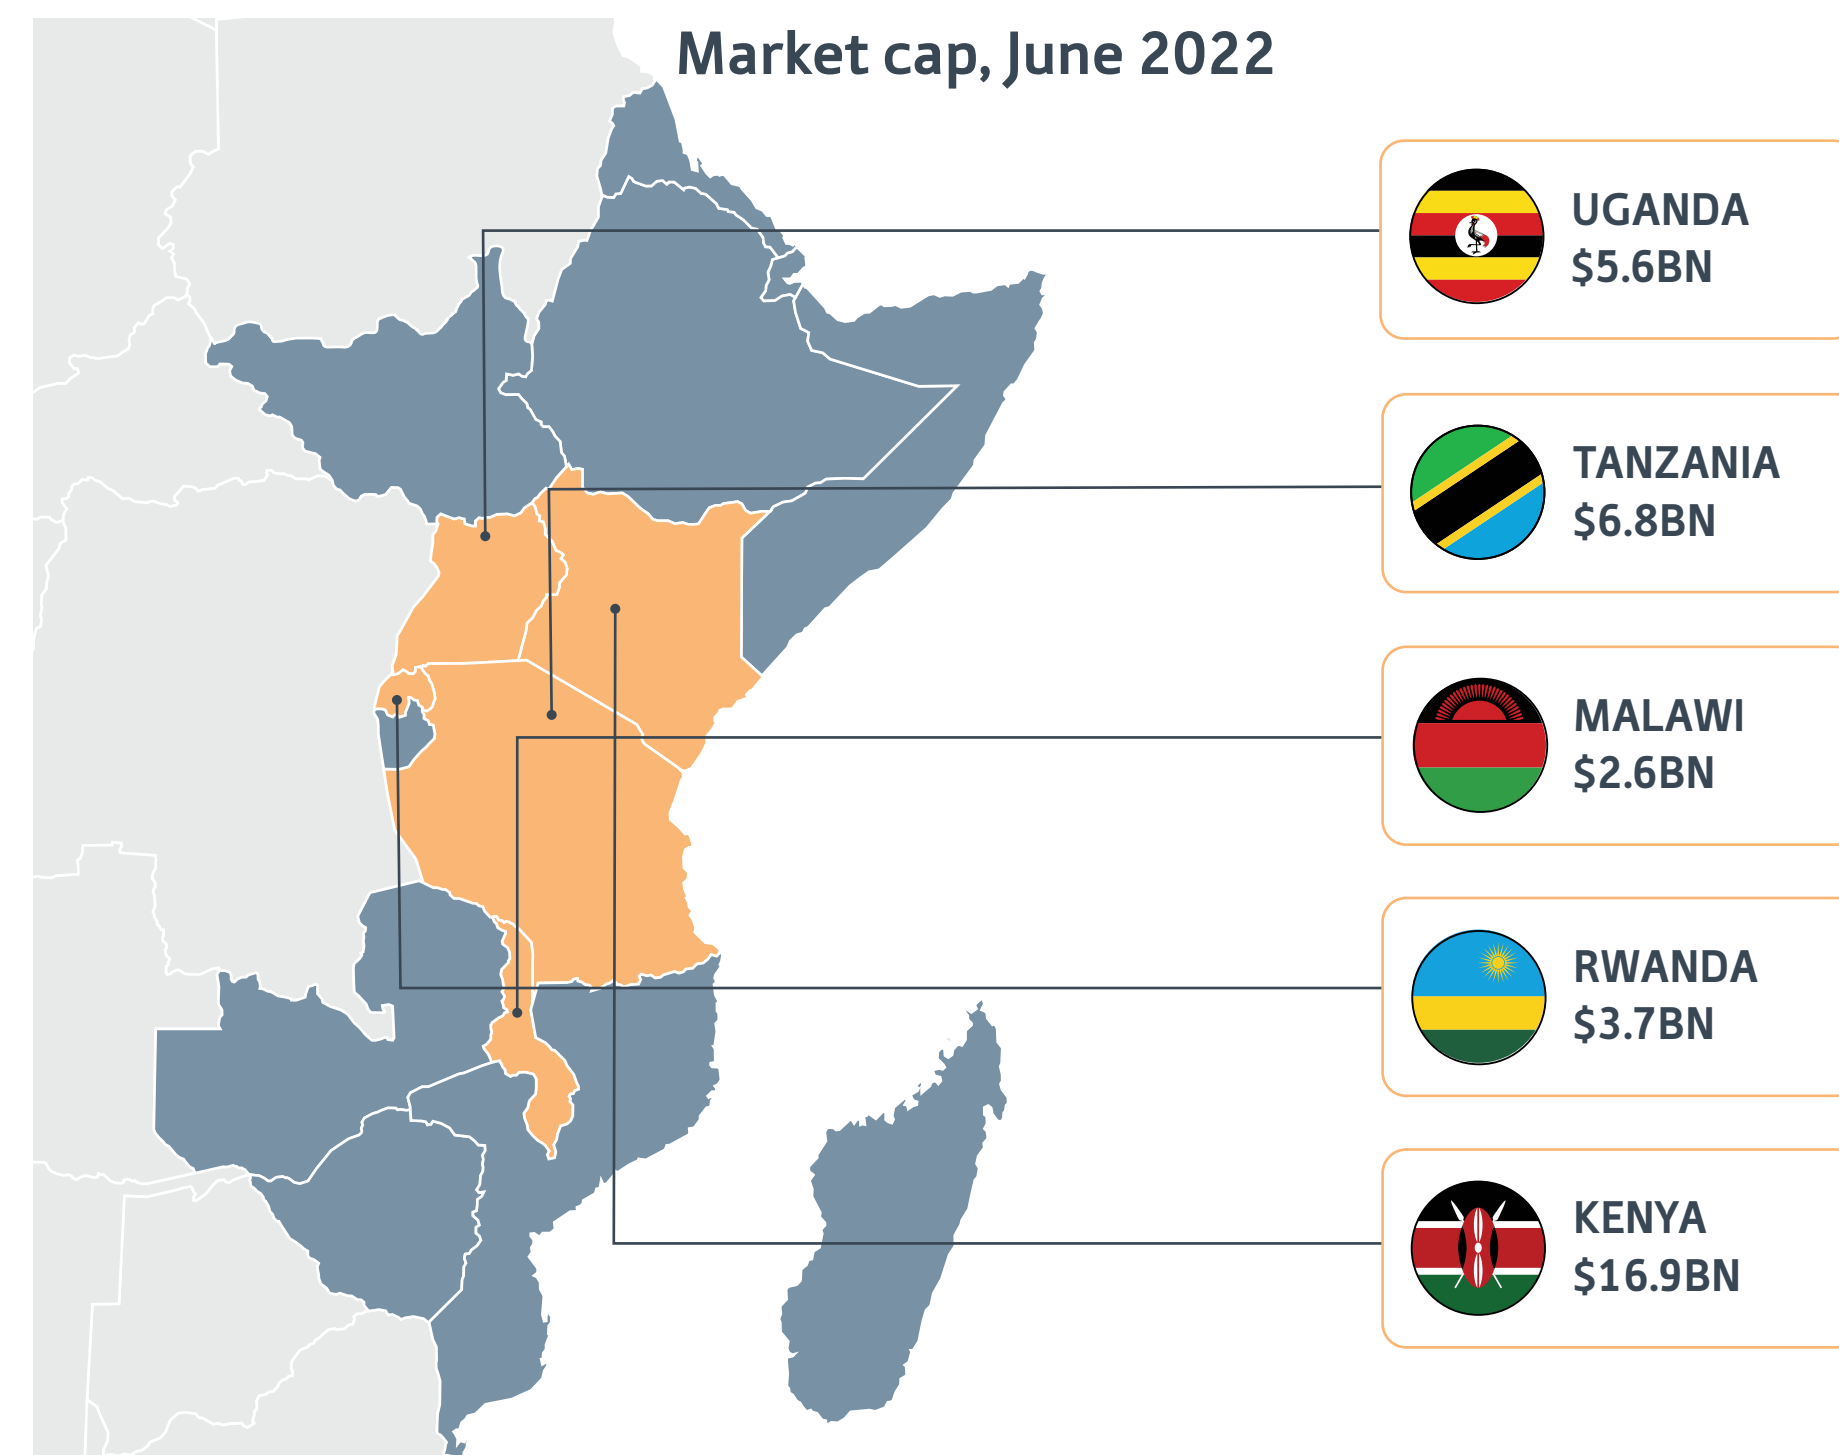 Market cap, June 2022
UGANDA
$5.6BN
TANZANIA
$6.8BN
MALAWI
$2.6BN
RWANDA
$3.7BN
KENYA
$16.9BN